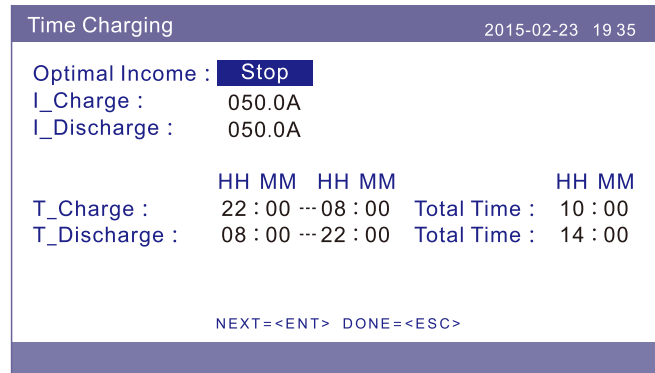 Time Charging 2015-02-23 19 35
Optimal Income : Stop
I_Charge : 050.0A
I_Discharge : 050.0A
HH MM HH MM HH MM
T_Charge : 22 : 00 --- 08 : 00 Total Time : 10 : 00
T_Discharge : 08 : 00 --- 22 : 00 Total Time : 14 : 00
NEXT=<ENT> DONE=<ESC>